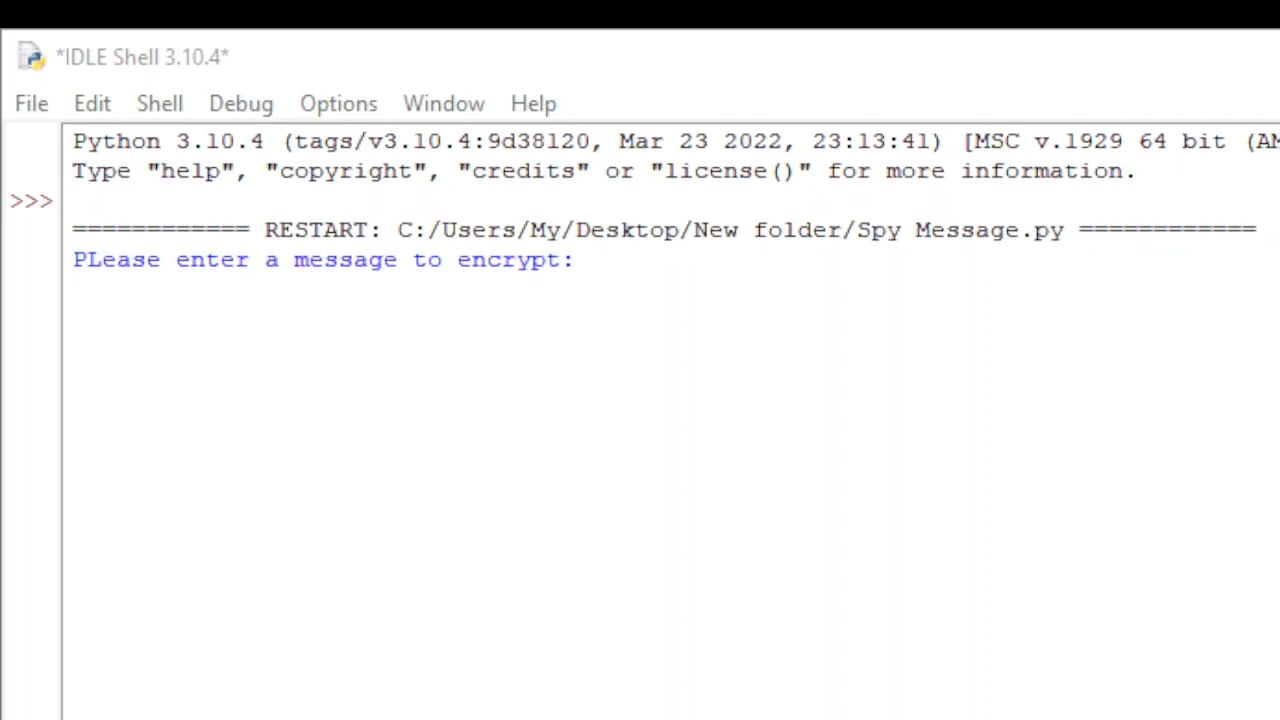 *IDLE Shell 3.10.4*
File Edit Shell Debug Options Window Help
Python 3.10.4 (tags/v3.10.4:9d38120, Mar 23 2022, 23:13:41) [MSC v.1929 64 bit (AM
Type "help", "copyright", "credits" or "license()" for more information.
>>>
============ RESTART: C:/Users/My/Desktop/New folder/Spy Message.py ============
PLease enter a message to encrypt: